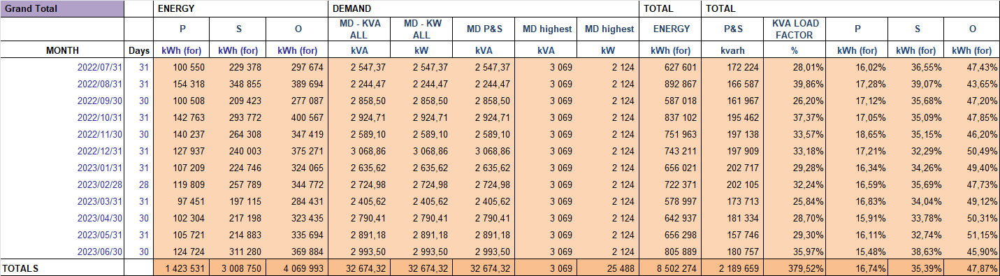 Grand Total ENERGY DEMAND TOTAL TOTAL
P S O MD - KVA ALL MD - KW ALL MD P&S MD highest MD highest ENERGY P&S KVA LOAD FACTOR P S O
MONTH Days kWh (for) kWh (for) kWh (for) kVA kW kVA kVA kW kWh (for) kvarh % kWh (for) kWh (for) kWh (for)
2022/07/31 31 100 550 229 378 297 674 2 547,37 2 547,37 2 547,37 3 069 2 124 627 601 172 224 28,01% 16,02% 36,55% 47,43%
2022/08/31 31 154 318 348 855 389 694 2 244,47 2 244,47 2 244,47 3 069 2 124 892 867 166 587 39,86% 17,28% 39,07% 43,65%
2022/09/30 30 100 508 209 423 277 087 2 858,50 2 858,50 2 858,50 3 069 2 124 587 018 161 967 26,20% 17,12% 35,68% 47,20%
2022/10/31 31 142 763 293 772 400 567 2 924,71 2 924,71 2 924,71 3 069 2 124 837 102 195 462 37,37% 17,05% 35,09% 47,85%
2022/11/30 30 140 237 264 308 347 419 2 589,10 2 589,10 2 589,10 3 069 2 124 751 963 197 138 33,57% 18,65% 35,15% 46,20%
2022/12/31 31 127 937 240 003 375 271 3 068,86 3 068,86 3 068,86 3 069 2 124 743 211 197 909 33,18% 17,21% 32,29% 50,49%
2023/01/31 31 107 209 224 746 324 065 2 635,62 2 635,62 2 635,62 3 069 2 124 656 021 202 717 29,28% 16,34% 34,26% 49,40%
2023/02/28 28 119 809 257 789 344 772 2 724,98 2 724,98 2 724,98 3 069 2 124 722 371 202 105 32,24% 16,59% 35,69% 47,73%
2023/03/31 31 97 451 197 115 284 431 2 405,62 2 405,62 2 405,62 3 069 2 124 578 997 173 713 25,84% 16,83% 34,04% 49,12%
2023/04/30 30 102 304 217 198 323 435 2 790,41 2 790,41 2 790,41 3 069 2 124 642 937 181 334 28,70% 15,91% 33,78% 50,31%
2023/05/31 31 105 721 214 883 335 694 2 891,18 2 891,18 2 891,18 3 069 2 124 656 298 157 746 29,30% 16,11% 32,74% 51,15%
2023/06/30 30 124 724 311 280 369 884 2 993,50 2 993,50 2 993,50 3 069 2 124 805 889 180 757 35,97% 15,48% 38,63% 45,90%
TOTALS 1 423 531 3 008 750 4 069 993 32 674,32 32 674,32 32 674,32 3 069 25 488 8 502 274 2 189 659 379,52% 16,74% 35,39% 47,87%